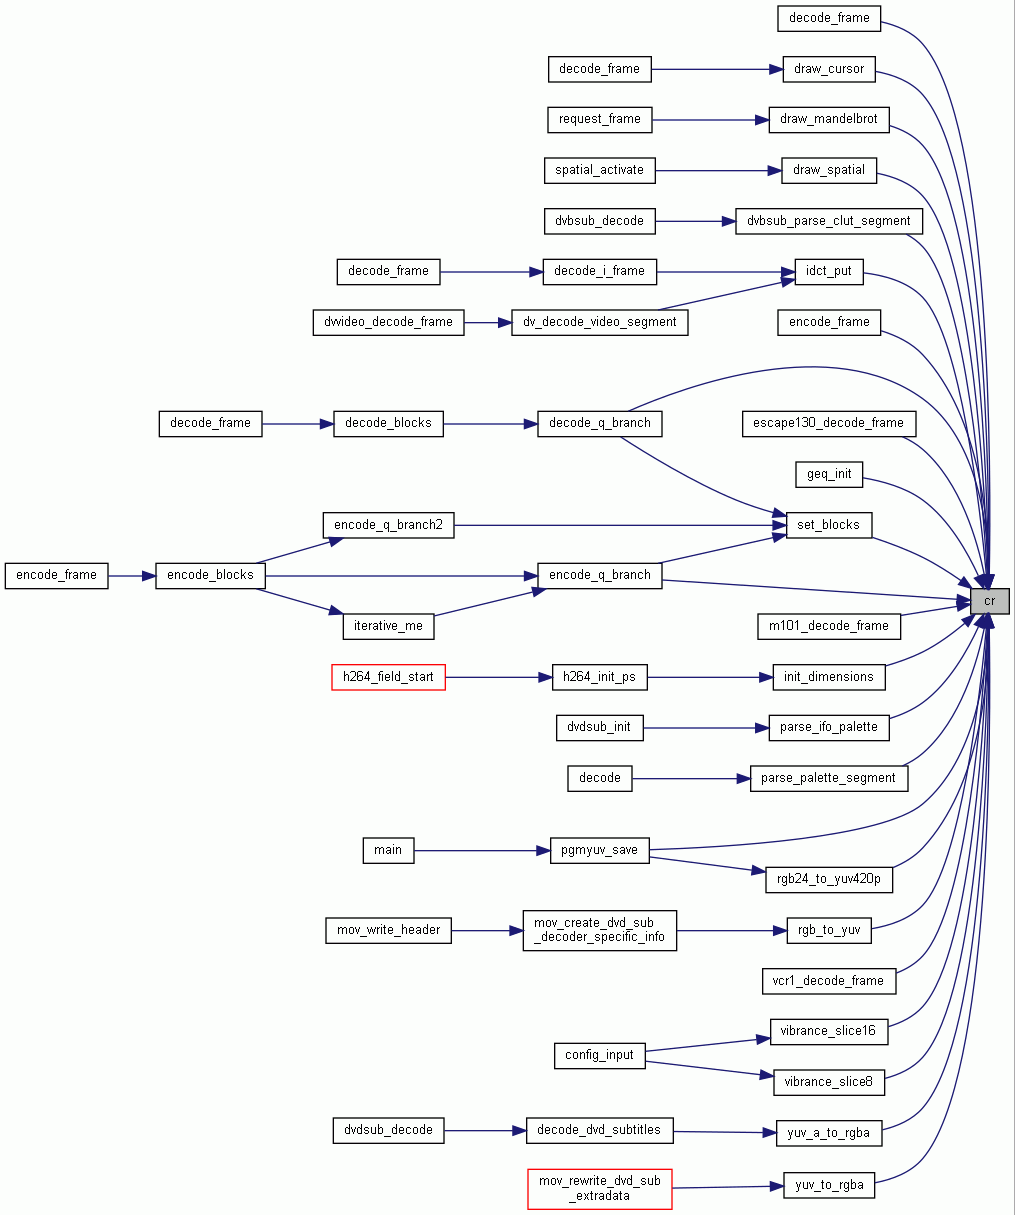 decode_frame
decode_frame
draw_cursor
request_frame
draw_mandelbrot
spatial_activate
draw_spatial
dvbsub_decode
dvbsub_parse_clut_segment
decode_frame
decode_i_frame
idct_put
dvvideo_decode_frame
dv_decode_video_segment
encode_frame
decode_frame
decode_blocks
decode_q_branch
escape130_decode_frame
geq_init
encode_q_branch2
set_blocks
encode_frame
encode_blocks
encode_q_branch
cr
iterative_me
m101_decode_frame
h264_field_start
h264_init_ps
init_dimensions
dvdsub_init
parse_ifo_palette
decode
parse_palette_segment
main
pgmyuv_save
rgb24_to_yuv420p
mov_write_header
mov_create_dvd_sub
_decoder_specific_info
rgb_to_yuv
vcr1_decode_frame
vibrance_slice16
config_input
vibrance_slice8
dvdsub_decode
decode_dvd_subtitles
yuv_a_to_rgba
mov_rewrite_dvd_sub
_extradata
yuv_to_rgba